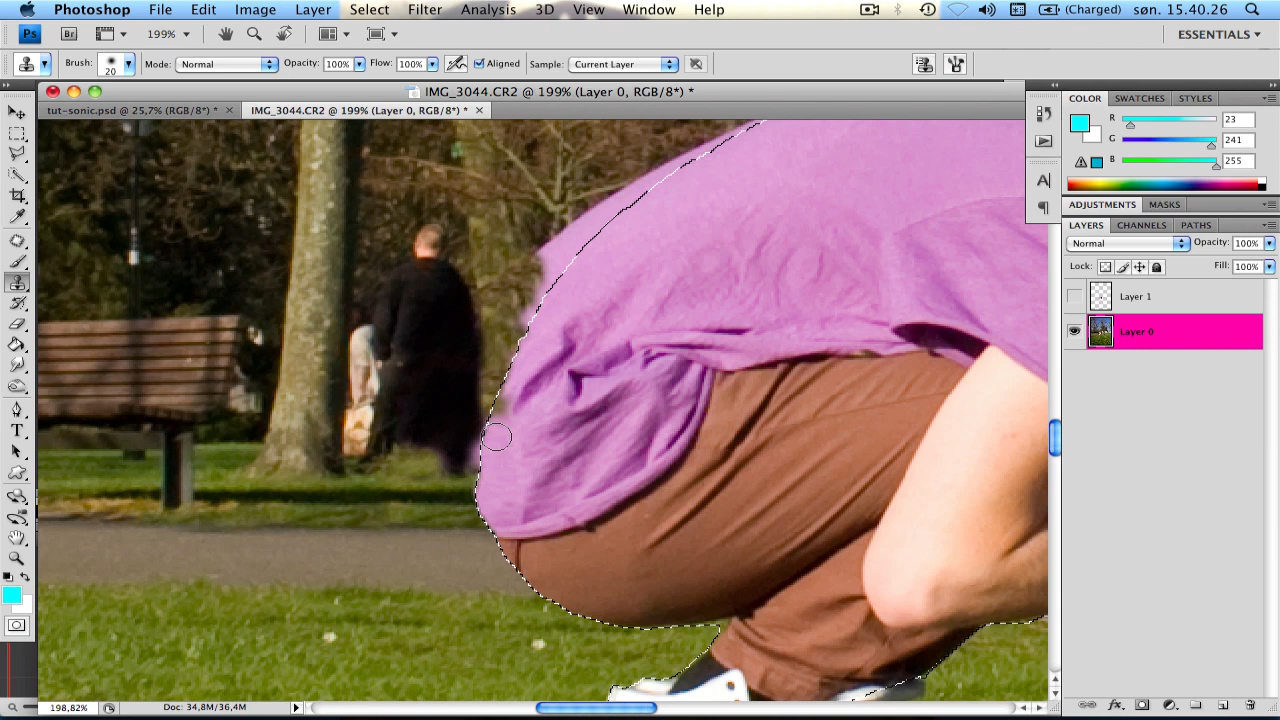 Photoshop File Edit Image Layer Select Filter Analysis 3D View Window Help (Charged) søn. 15.40.26
Ps Br 199% ESSENTIALS
Brush: 20 Mode: Normal Opacity: 100% Flow: 100% Aligned Sample: Current Layer
IMG_3044.CR2 @ 199% (Layer 0, RGB/8*) *
tut-sonic.psd @ 25,7% (RGB/8*) * IMG_3044.CR2 @ 199% (Layer 0, RGB/8*) *
COLOR SWATCHES STYLES
R 23
G 241
B 255
ADJUSTMENTS MASKS
LAYERS CHANNELS PATHS
Normal Opacity: 100%
Lock: Fill: 100%
Layer 1
Layer 0
198,82% Doc: 34,8M/36,4M